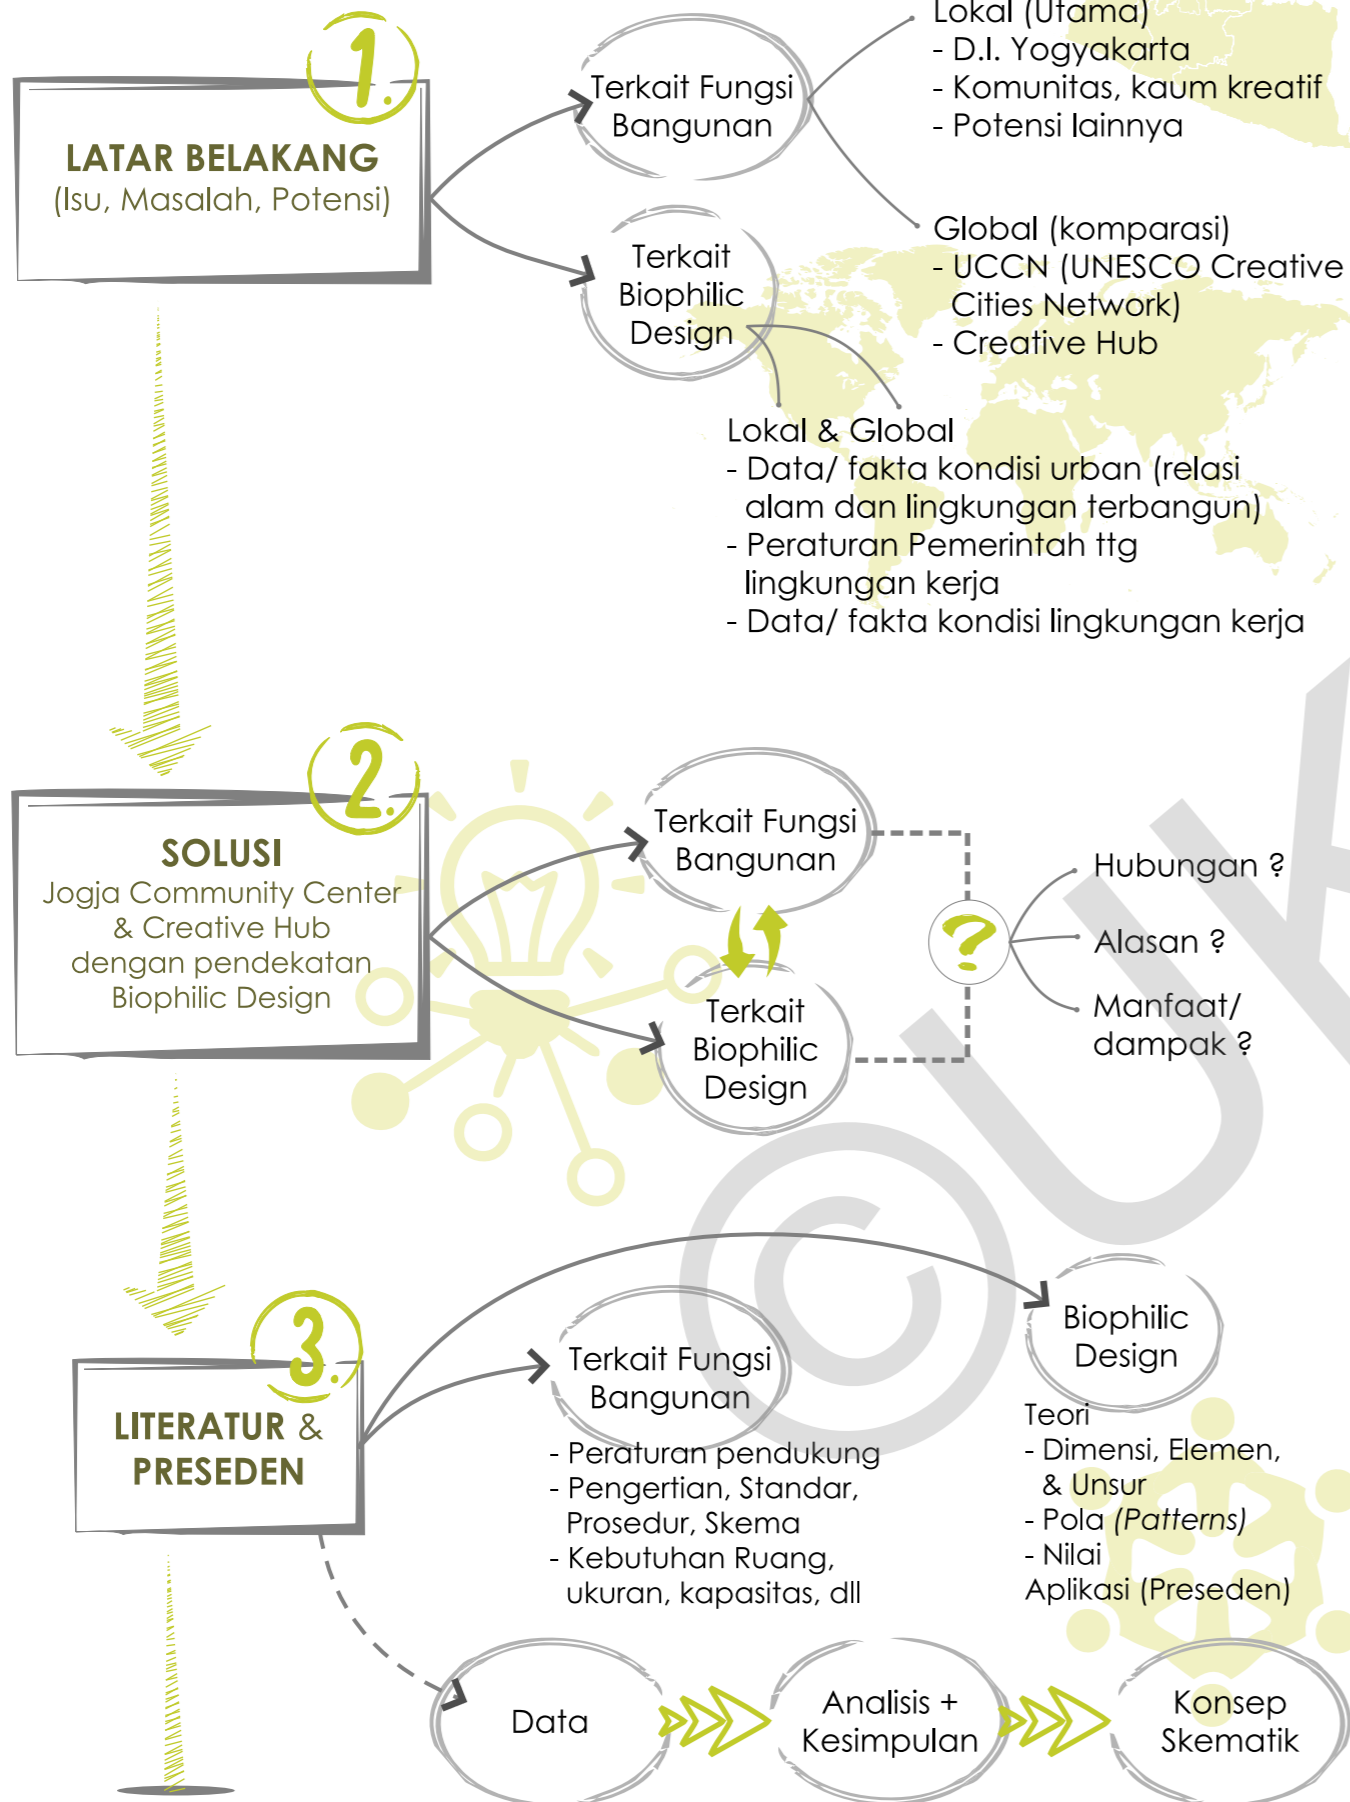 1.
LATAR BELAKANG
(Isu, Masalah, Potensi)
Terkait Fungsi
Bangunan
Lokal (Utama)
- D.I. Yogyakarta
- Komunitas, kaum kreatif
- Potensi lainnya
Global (komparasi)
- UCCN (UNESCO Creative
Cities Network)
- Creative Hub
Terkait
Biophilic
Design
Lokal & Global
- Data/ fakta kondisi urban (relasi
alam dan lingkungan terbangun)
- Peraturan Pemerintah ttg
lingkungan kerja
- Data/ fakta kondisi lingkungan kerja
2.
SOLUSI
Jogja Community Center
& Creative Hub
dengan pendekatan
Biophilic Design
Terkait Fungsi
Bangunan
Terkait
Biophilic
Design
?
Hubungan ?
Alasan ?
Manfaat/
dampak ?
3.
LITERATUR &
PRESEDEN
Terkait Fungsi
Bangunan
- Peraturan pendukung
- Pengertian, Standar,
Prosedur, Skema
- Kebutuhan Ruang,
ukuran, kapasitas, dll
Biophilic
Design
Teori
- Dimensi, Elemen,
& Unsur
- Pola (Patterns)
- Nilai
Aplikasi (Preseden)
Data
Analisis +
Kesimpulan
Konsep
Skematik
©UK